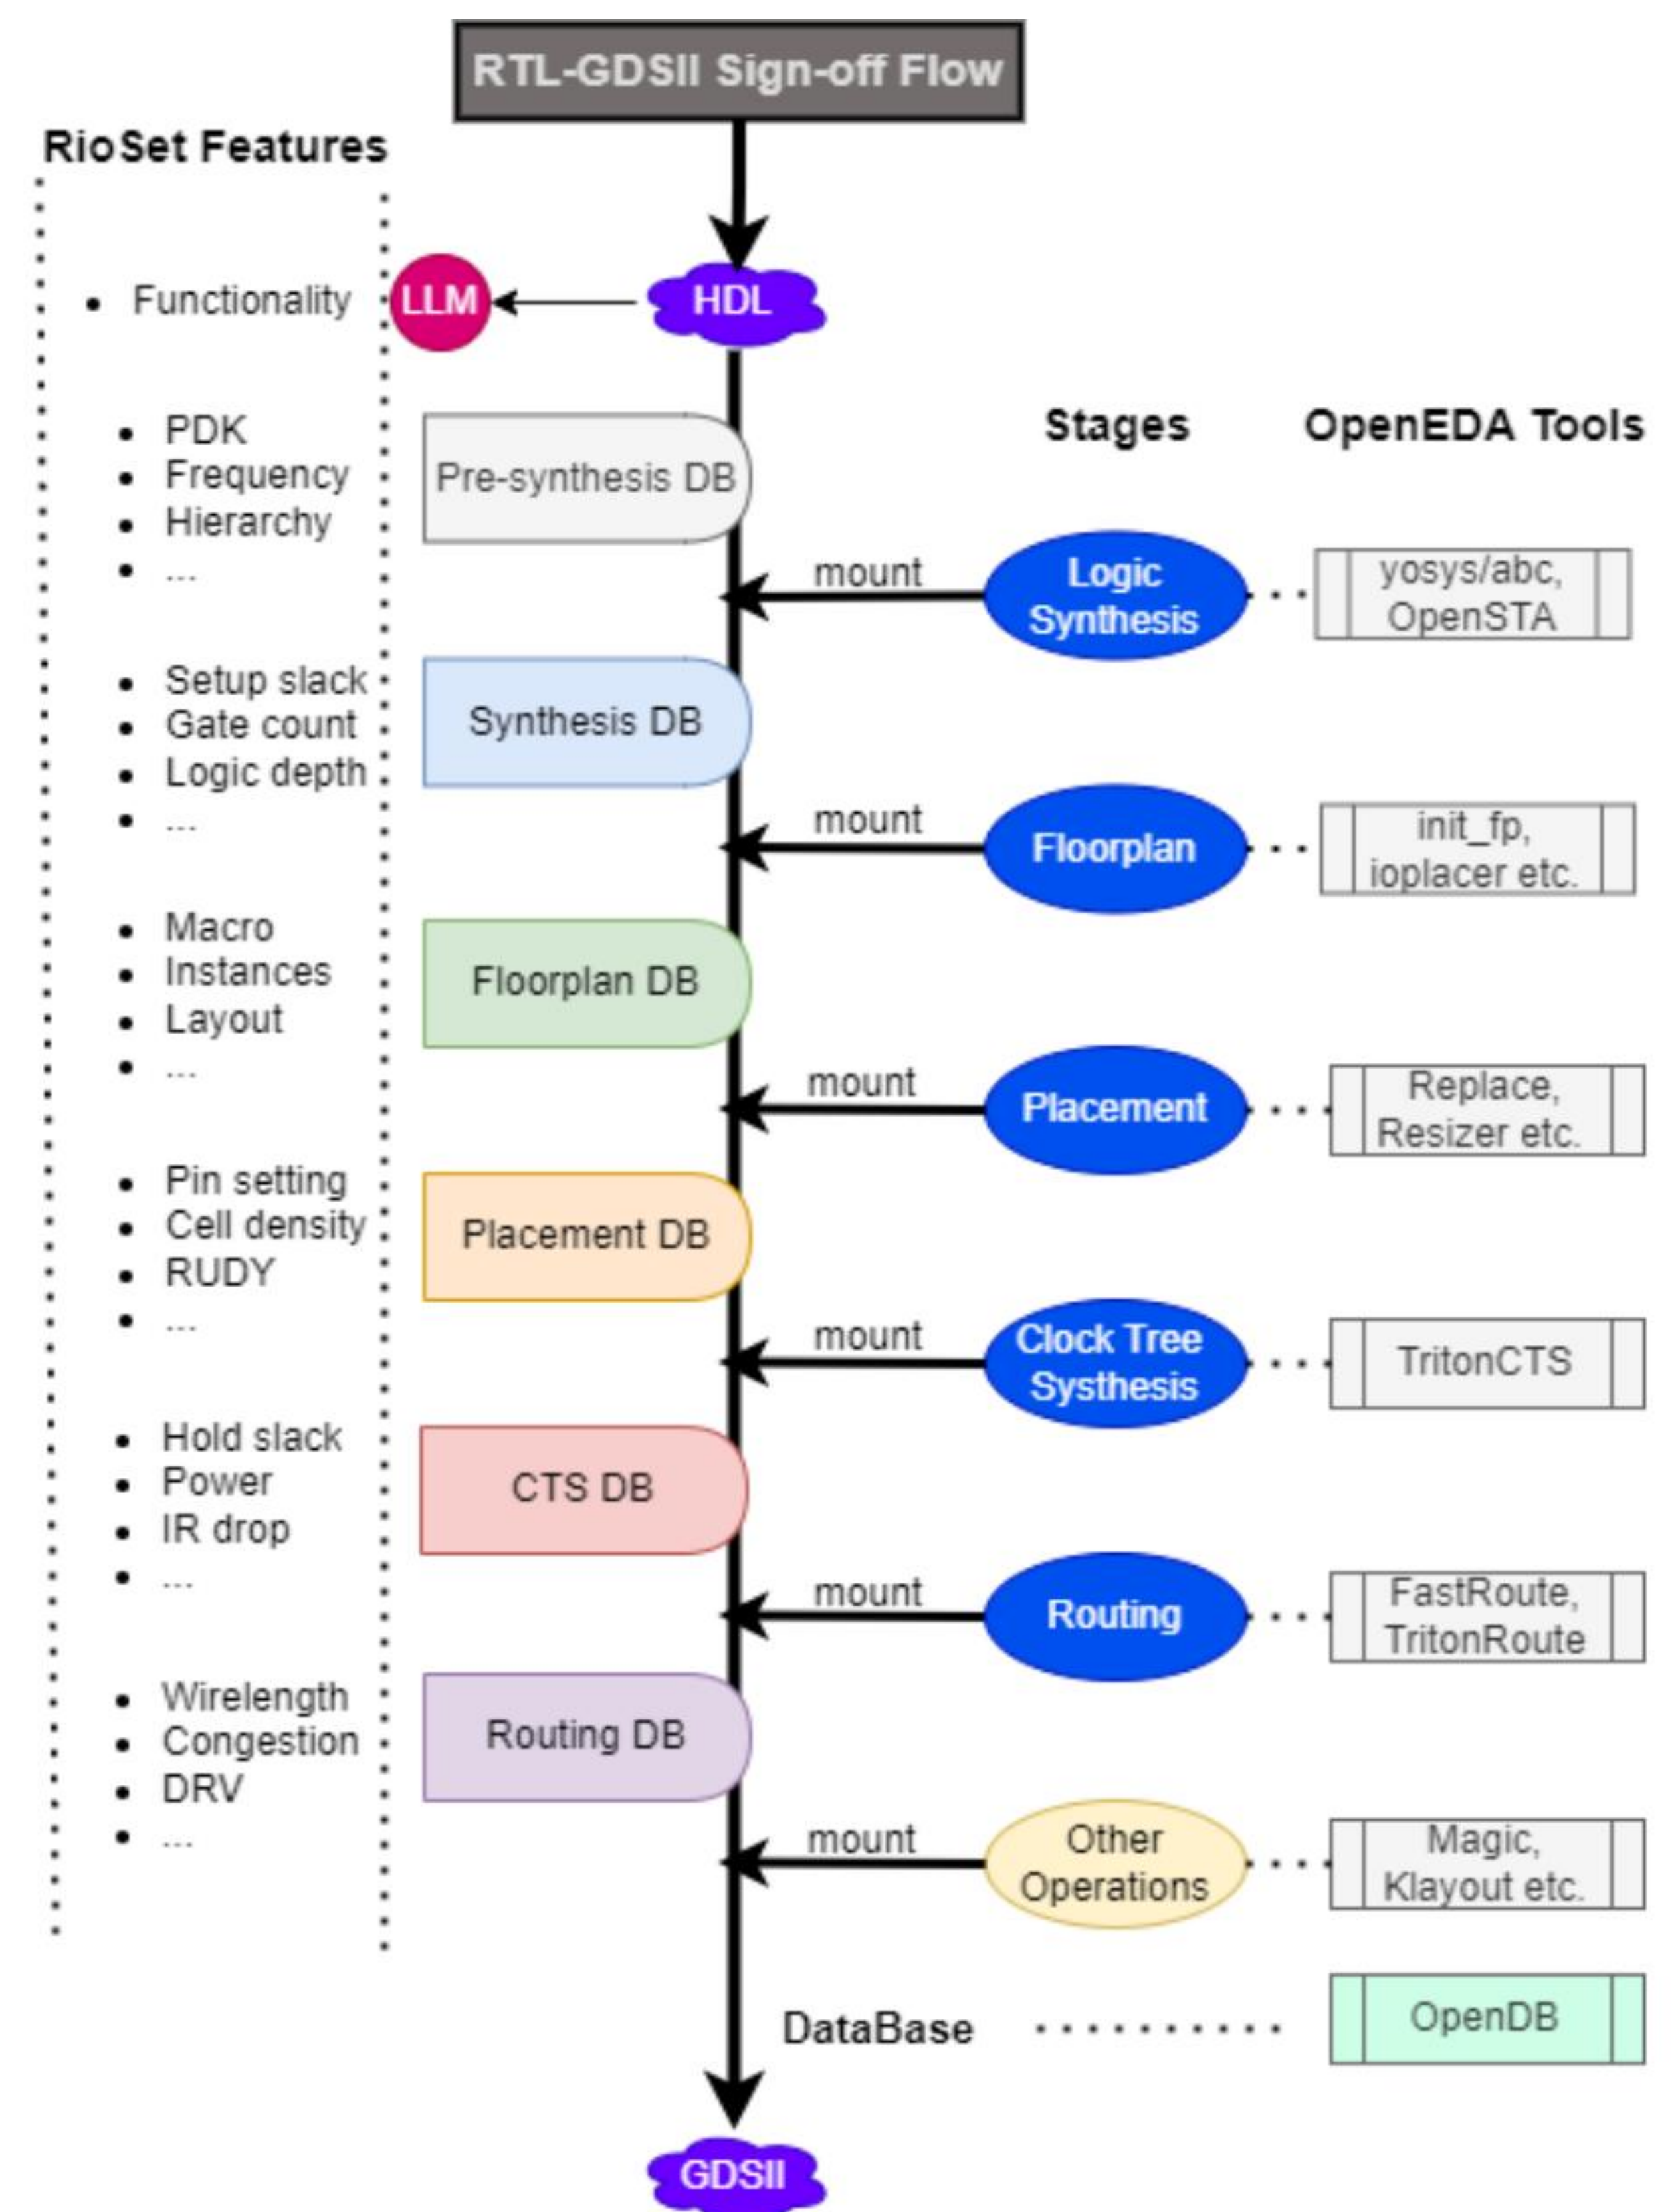 RTL-GDSII Sign-off Flow
RioSet Features
Functionality
LLM
HDL
PDK
Frequency
Hierarchy
...
Pre-synthesis DB
Stages
OpenEDA Tools
mount
Logic
Synthesis
yosys/abc,
OpenSTA
Setup slack
Gate count
Logic depth
...
Synthesis DB
mount
Floorplan
init_fp,
ioplacer etc.
Macro
Instances
Layout
...
Floorplan DB
mount
Placement
Replace,
Resizer etc.
Pin setting
Cell density
RUDY
...
Placement DB
mount
Clock Tree
Systhesis
TritonCTS
Hold slack
Power
IR drop
...
CTS DB
mount
Routing
FastRoute,
TritonRoute
Wirelength
Congestion
DRV
...
Routing DB
mount
Other
Operations
Magic,
Klayout etc.
DataBase
OpenDB
GDSII